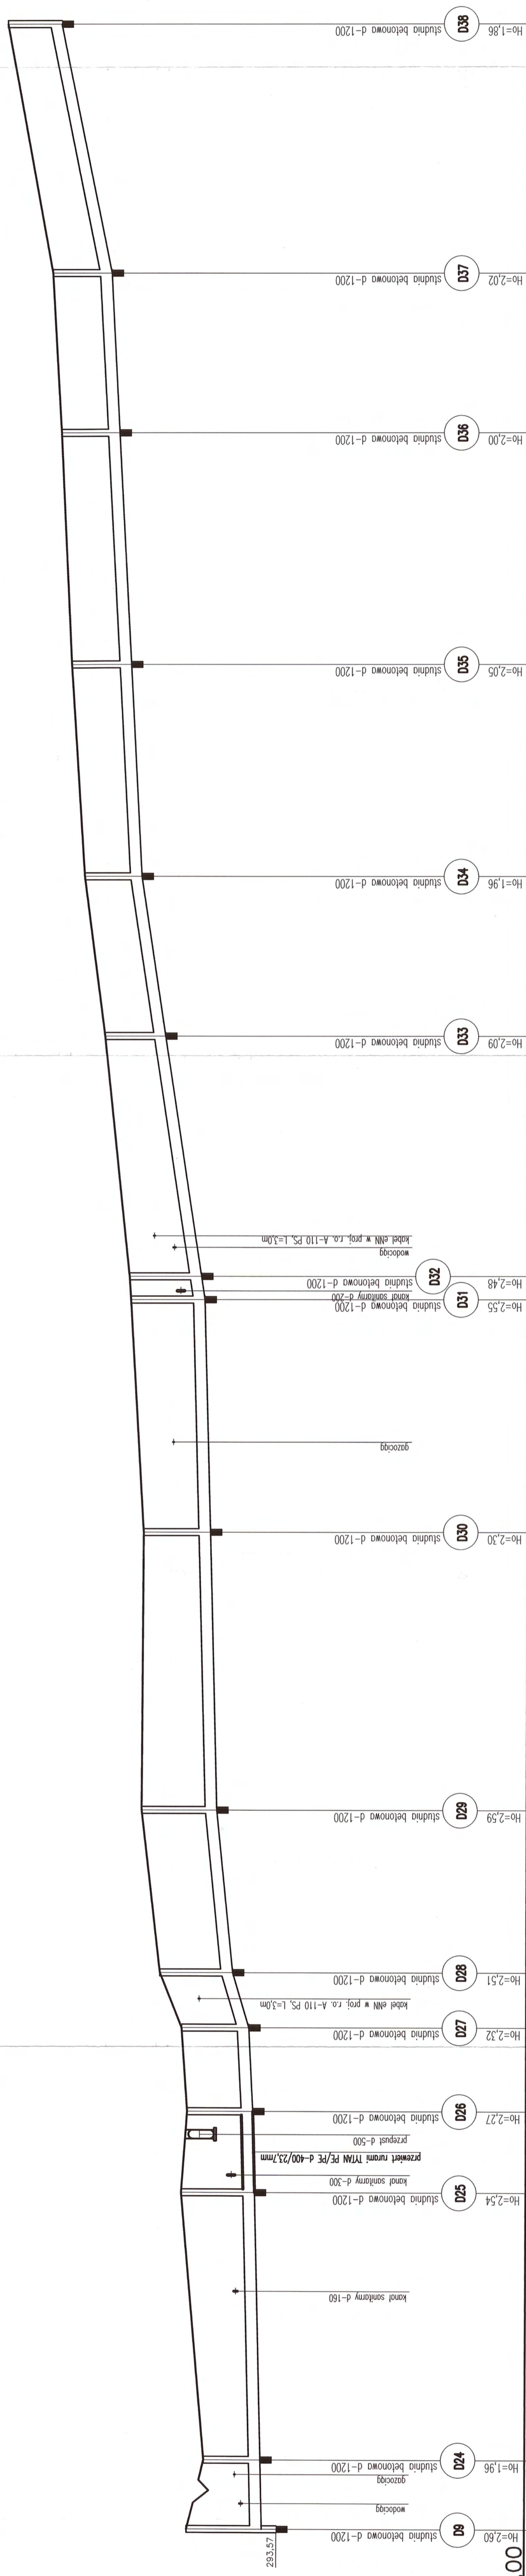 D38
Ho=1,86
studnia betonowa d-1200
D37
Ho=2,02
studnia betonowa d-1200
D36
Ho=2,00
studnia betonowa d-1200
D35
Ho=2,05
studnia betonowa d-1200
D34
Ho=1,96
studnia betonowa d-1200
D33
Ho=2,09
studnia betonowa d-1200
kabel eNN w proj. r.o. A-110 PS, L=3,0m
wodociąg
D32
Ho=2,48
studnia betonowa d-1200
kanał sanitarny d-200
D31
Ho=2,55
studnia betonowa d-1200
gazociąg
D30
Ho=2,30
studnia betonowa d-1200
D29
Ho=2,59
studnia betonowa d-1200
D28
Ho=2,51
studnia betonowa d-1200
kabel eNN w proj. r.o. A-110 PS, L=3,0m
D27
Ho=2,32
studnia betonowa d-1200
D26
Ho=2,27
studnia betonowa d-1200
przepust d-500
przewiert rurami TYTAN PE/PE d-400/23,7mm
kanał sanitarny d-300
D25
Ho=2,54
studnia betonowa d-1200
kanał sanitarny d-160
D24
Ho=1,96
studnia betonowa d-1200
gazociąg
wodociąg
D9
Ho=2,60
studnia betonowa d-1200
293,57
00